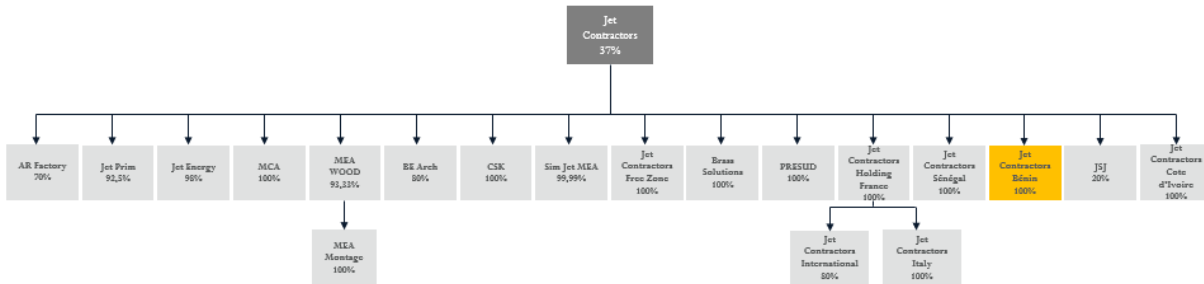 Jet
Contractors
37%
AR Factory
70%
Jet Prim
92,5%
Jet Energy
98%
MCA
100%
MEA
WOOD
93,33%
BE Arch
80%
CSK
100%
Sim Jet MEA
99,99%
Jet
Contractors
Free Zone
100%
Brass
Solutions
100%
PRESUD
100%
Jet
Contractors
Holding
France
100%
Jet
Contractors
Sénégal
100%
Jet
Contractors
Bénin
100%
JSJ
20%
Jet
Contractors
Cote
d'Ivoire
100%
MEA
Montage
100%
Jet
Contractors
International
80%
Jet
Contractors
Italy
100%